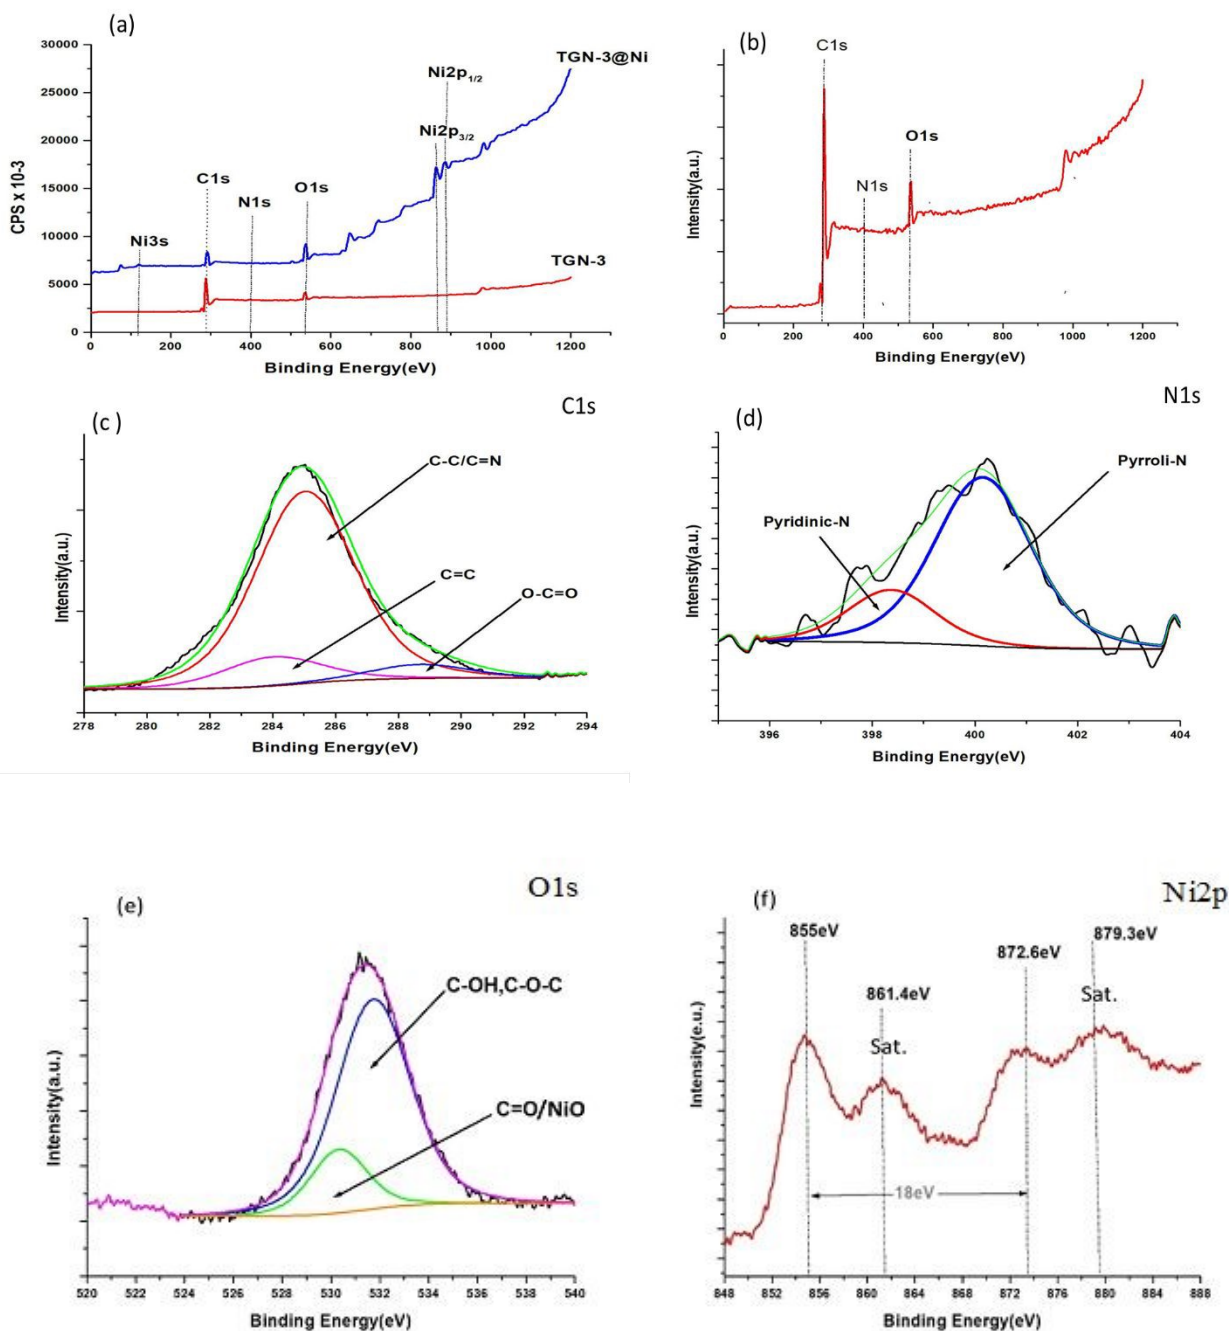 (a)
30000
25000
20000
15000
10000
5000
0
CPS x 10-3
TGN-3@Ni
Ni2p1/2
Ni2p3/2
C1s
N1s
O1s
Ni3s
TGN-3
0 200 400 600 800 1000 1200
Binding Energy(eV)
(b)
C1s
O1s
N1s
Intensity(a.u.)
0 200 400 600 800 1000 1200
Binding Energy(eV)
(c )
C1s
C-C/C=N
C=C
O-C=O
Intensity(a.u.)
278 280 282 284 286 288 290 292 294
Binding Energy(eV)
(d)
N1s
Pyrroli-N
Pyridinic-N
Intensity(a.u.)
396 398 400 402 404
Binding Energy(eV)
(e)
O1s
C-OH,C-O-C
C=O/NiO
Intensity(a.u.)
520 522 524 526 528 530 532 534 536 538 540
Binding Energy(eV)
(f)
Ni2p
855eV
861.4eV
Sat.
872.6eV
879.3eV
Sat.
18eV
Intensity(e.u.)
848 852 856 860 864 868 872 876 880 884 888
Binding Energy(eV)